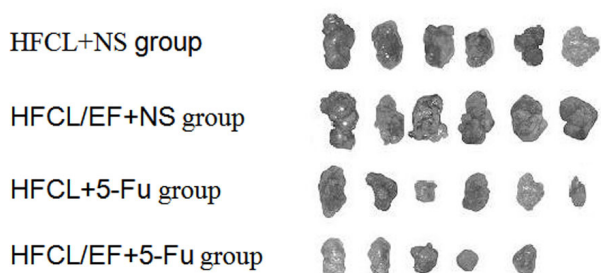 HFCL+NS group
HFCL/EF+NS group
HFCL+5-Fu group
HFCL/EF+5-Fu group